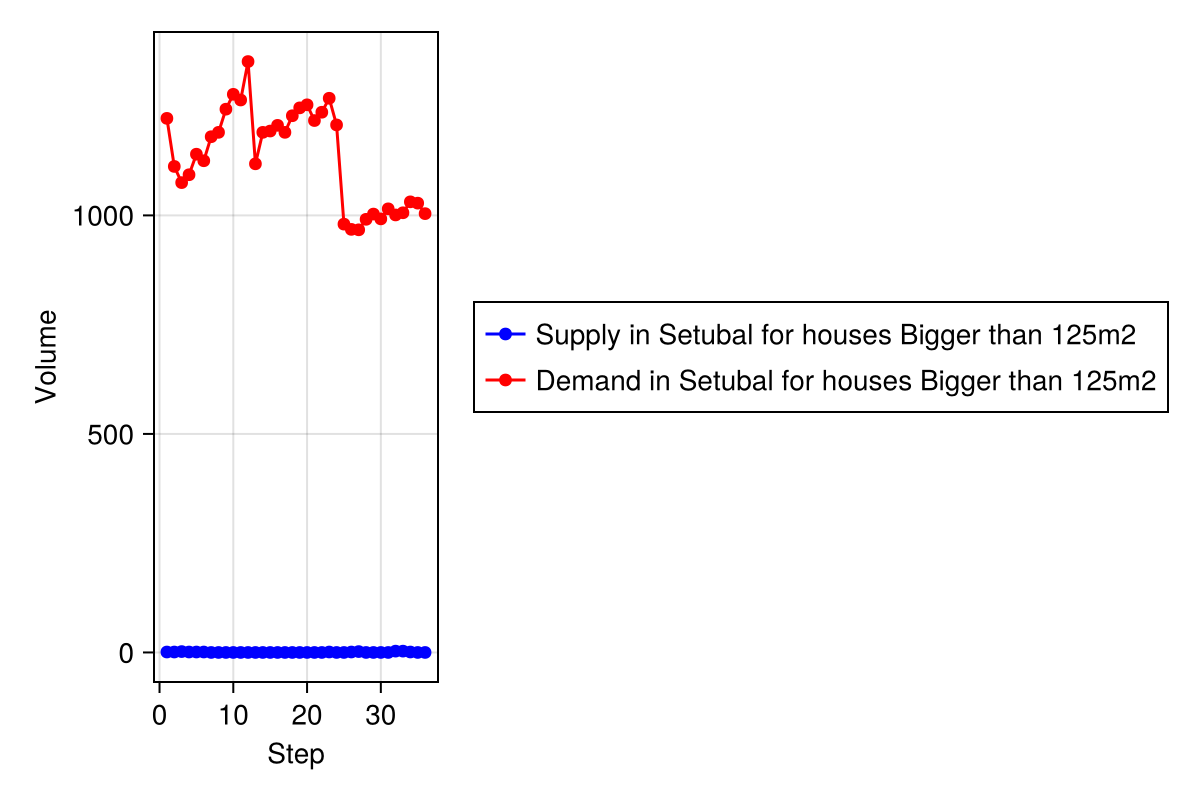 Volume
1000
500
0
0 10 20 30
Step
Supply in Setubal for houses Bigger than 125m2
Demand in Setubal for houses Bigger than 125m2